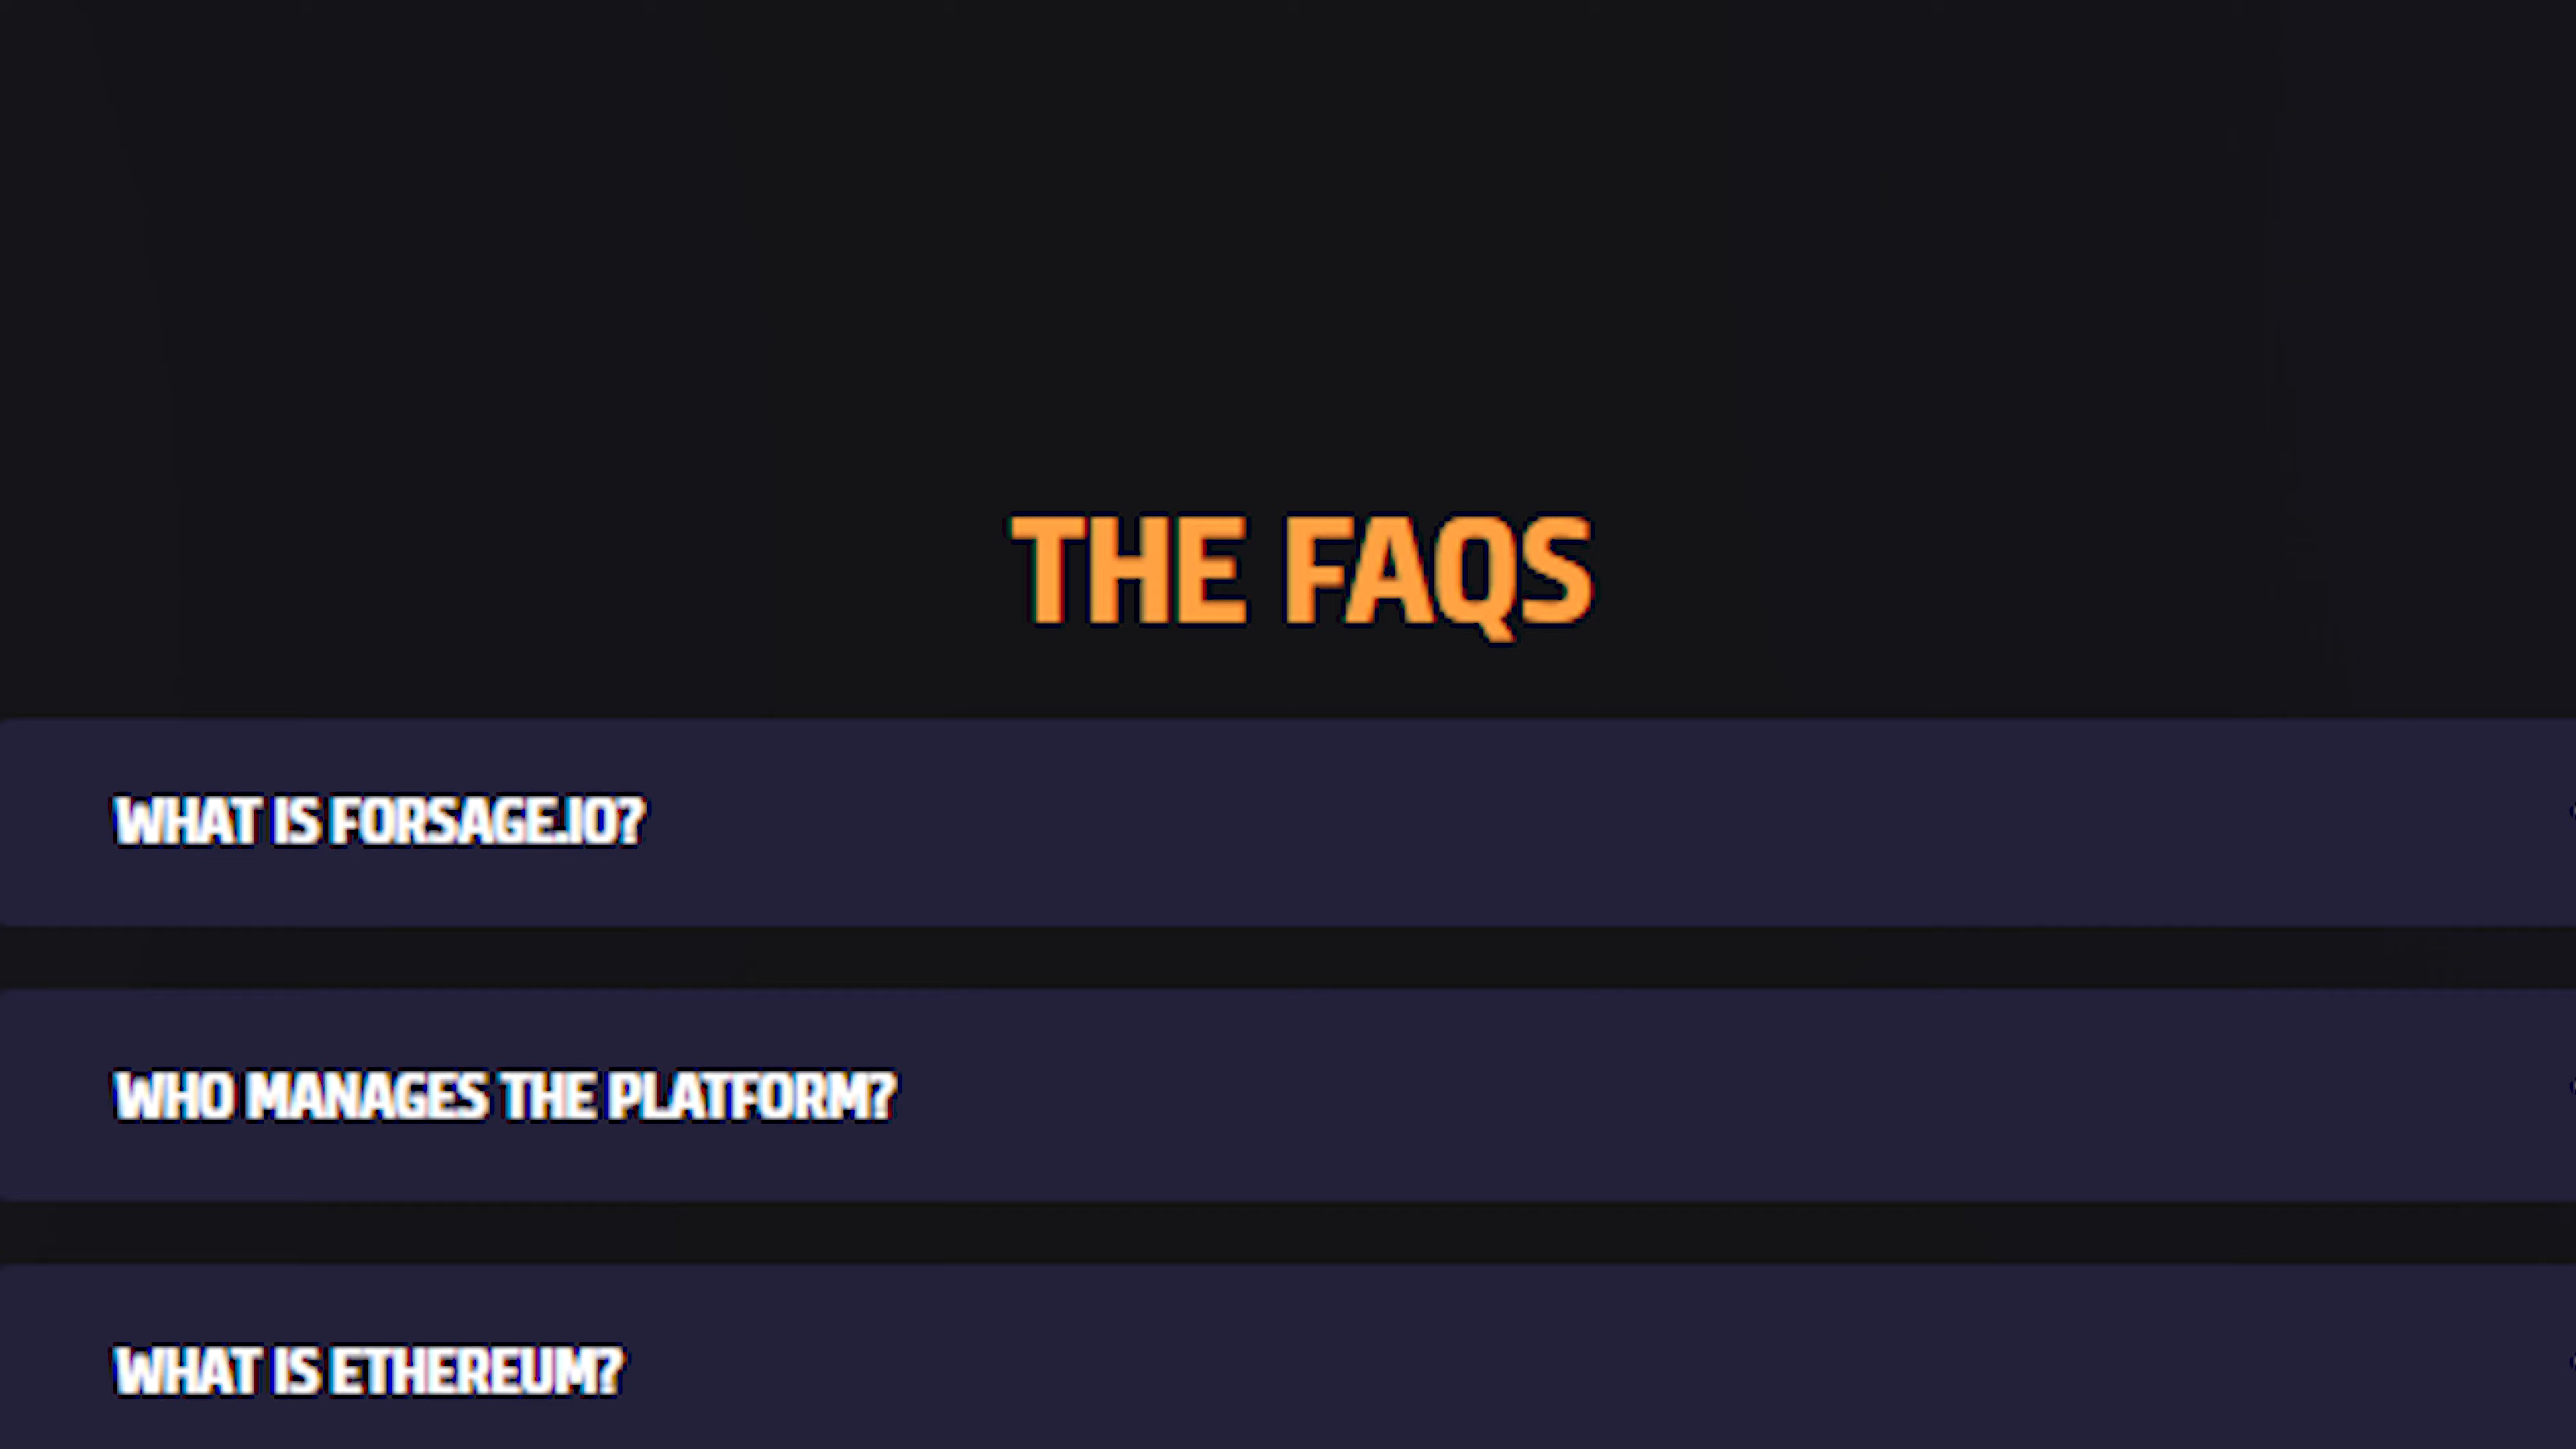 THE FAQS
WHAT IS FORSAGE.IO?
WHO MANAGES THE PLATFORM?
WHAT IS ETHEREUM?